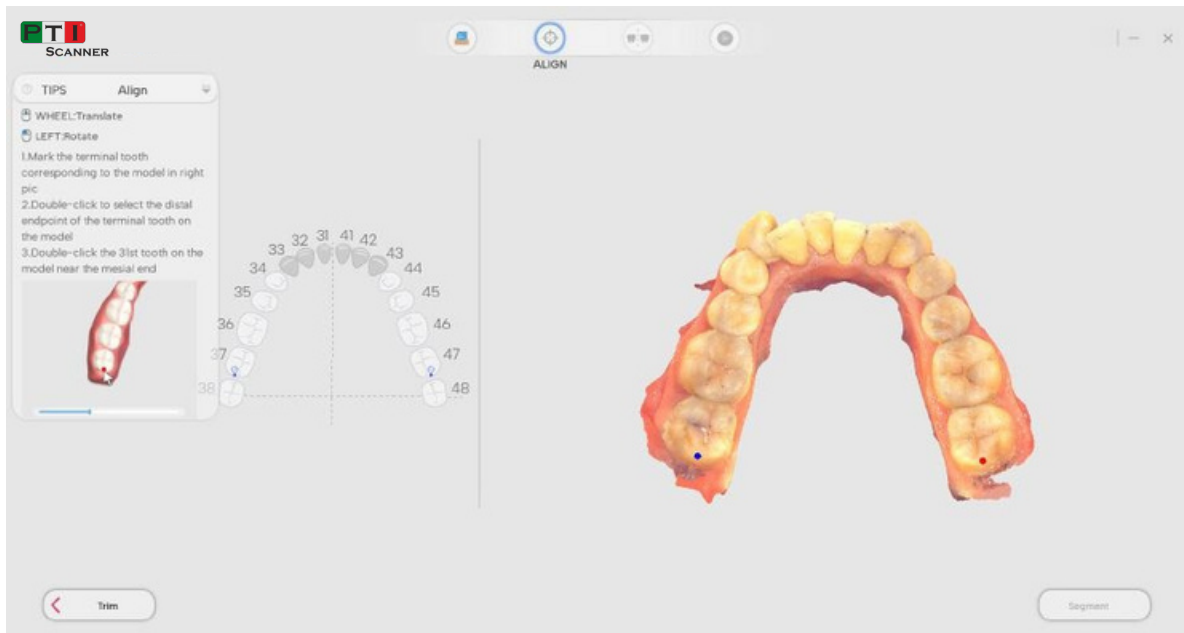 PTI
SCANNER
ALIGN
TIPS Align
WHEEL:Translate
LEFT:Rotate
1.Mark the terminal tooth
corresponding to the model in right
pic
2.Double-click to select the distal
endpoint of the terminal tooth on
the model
3.Double-click the 31st tooth on the
model near the mesial end
33 32 31 41 42 43
34 44
35 45
36 46
37 47
38 48
Trim
Segment